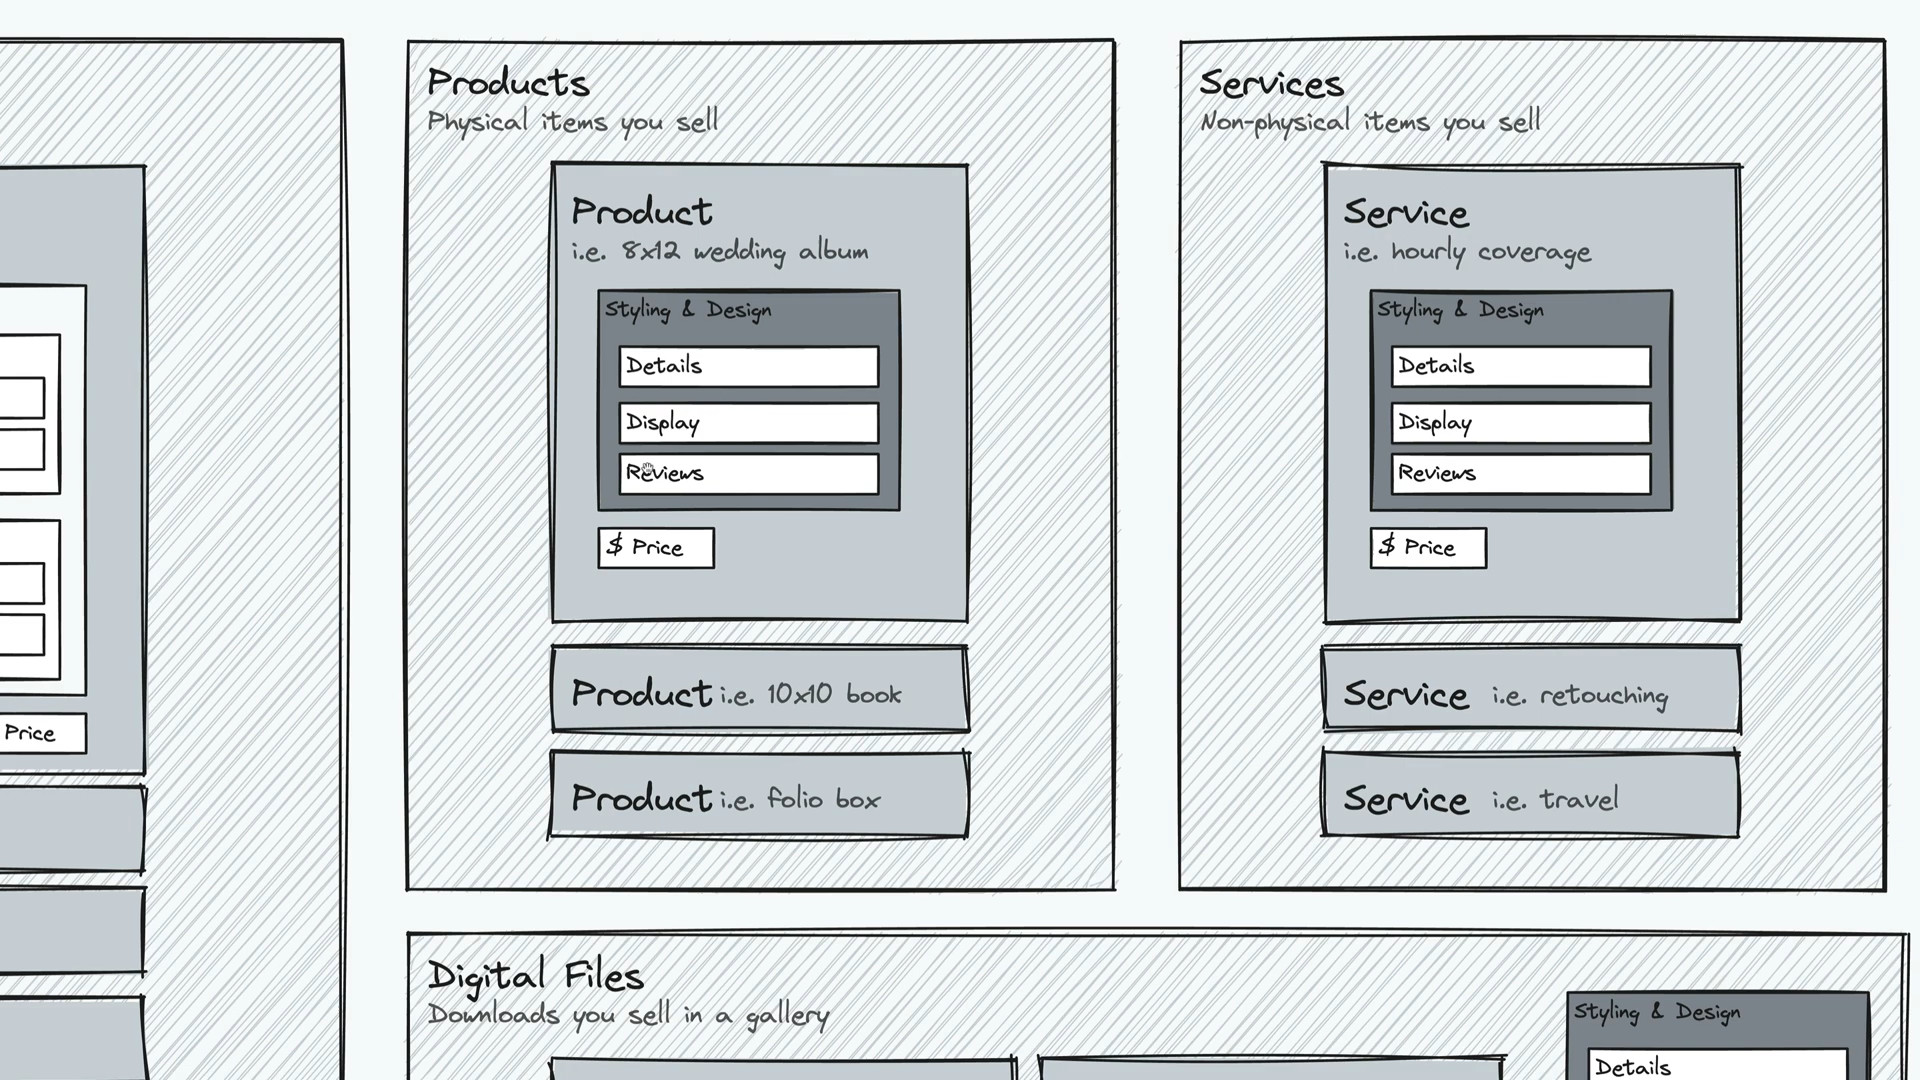 Price
Products
Physical items you sell
Product
i.e. 8x12 wedding album
Styling & Design
Details
Display
Reviews
$ Price
Product i.e. 10x10 book
Product i.e. folio box
Services
Non-physical items you sell
Service
i.e. hourly coverage
Styling & Design
Details
Display
Reviews
$ Price
Service i.e. retouching
Service i.e. travel
Digital Files
Downloads you sell in a gallery
Styling & Design
Details